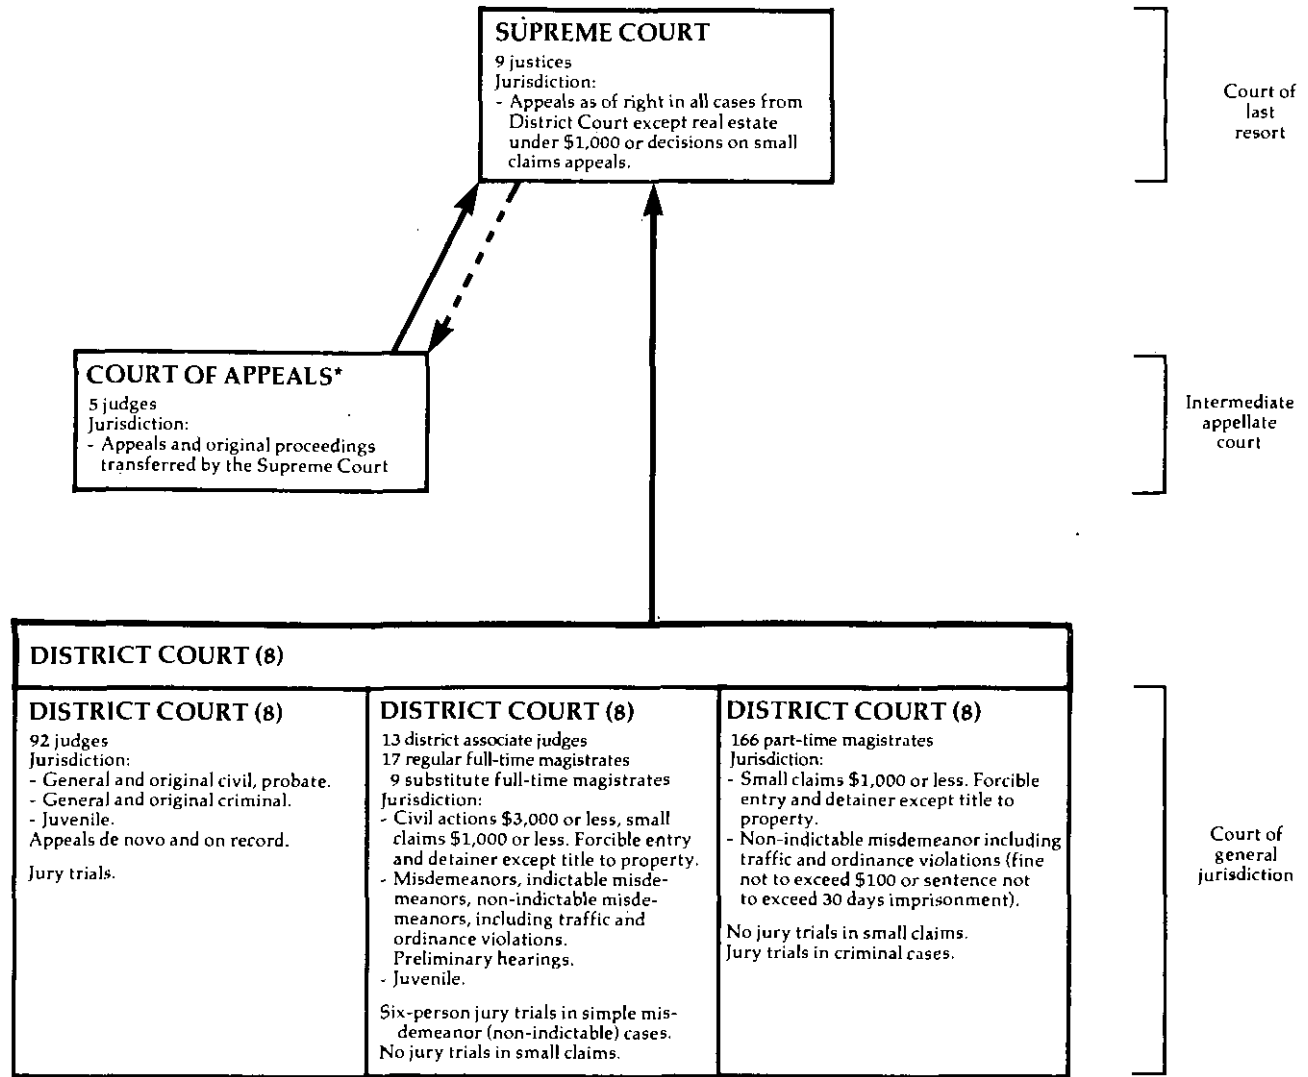 SUPREME COURT
9 justices
Jurisdiction:
- Appeals as of right in all cases from
District Court except real estate
under $1,000 or decisions on small
claims appeals.
Court of
last
resort
COURT OF APPEALS*
5 judges
Jurisdiction:
- Appeals and original proceedings
transferred by the Supreme Court
Intermediate
appellate
court
DISTRICT COURT (8)
DISTRICT COURT (8)
92 judges
Jurisdiction:
- General and original civil, probate.
- General and original criminal.
- Juvenile.
Appeals de novo and on record.
Jury trials.
DISTRICT COURT (8)
13 district associate judges
17 regular full-time magistrates
9 substitute full-time magistrates
Jurisdiction:
- Civil actions $3,000 or less, small
claims $1,000 or less. Forcible entry
and detainer except title to property.
- Misdemeanors, indictable misde-
meanors, non-indictable misde-
meanors, including traffic and
ordinance violations.
Preliminary hearings.
- Juvenile.
Six-person jury trials in simple mis-
demeanor (non-indictable) cases.
No jury trials in small claims.
DISTRICT COURT (8)
166 part-time magistrates
Jurisdiction:
- Small claims $1,000 or less. Forcible
entry and detainer except title to
property.
- Non-indictable misdemeanor including
traffic and ordinance violations (fine
not to exceed $100 or sentence not
to exceed 30 days imprisonment).
No jury trials in small claims.
Jury trials in criminal cases.
Court of
general
jurisdiction